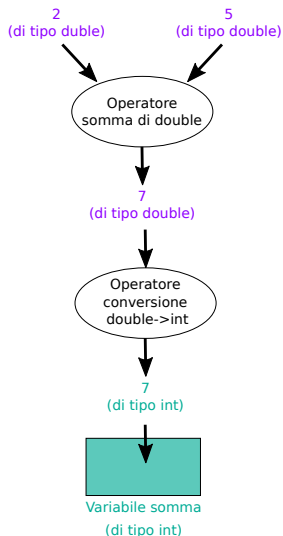 2
(di tipo duble)
5
(di tipo double)
Operatore
somma di double
7
(di tipo double)
Operatore
conversione
double->int
7
(di tipo int)
Variabile somma
(di tipo int)